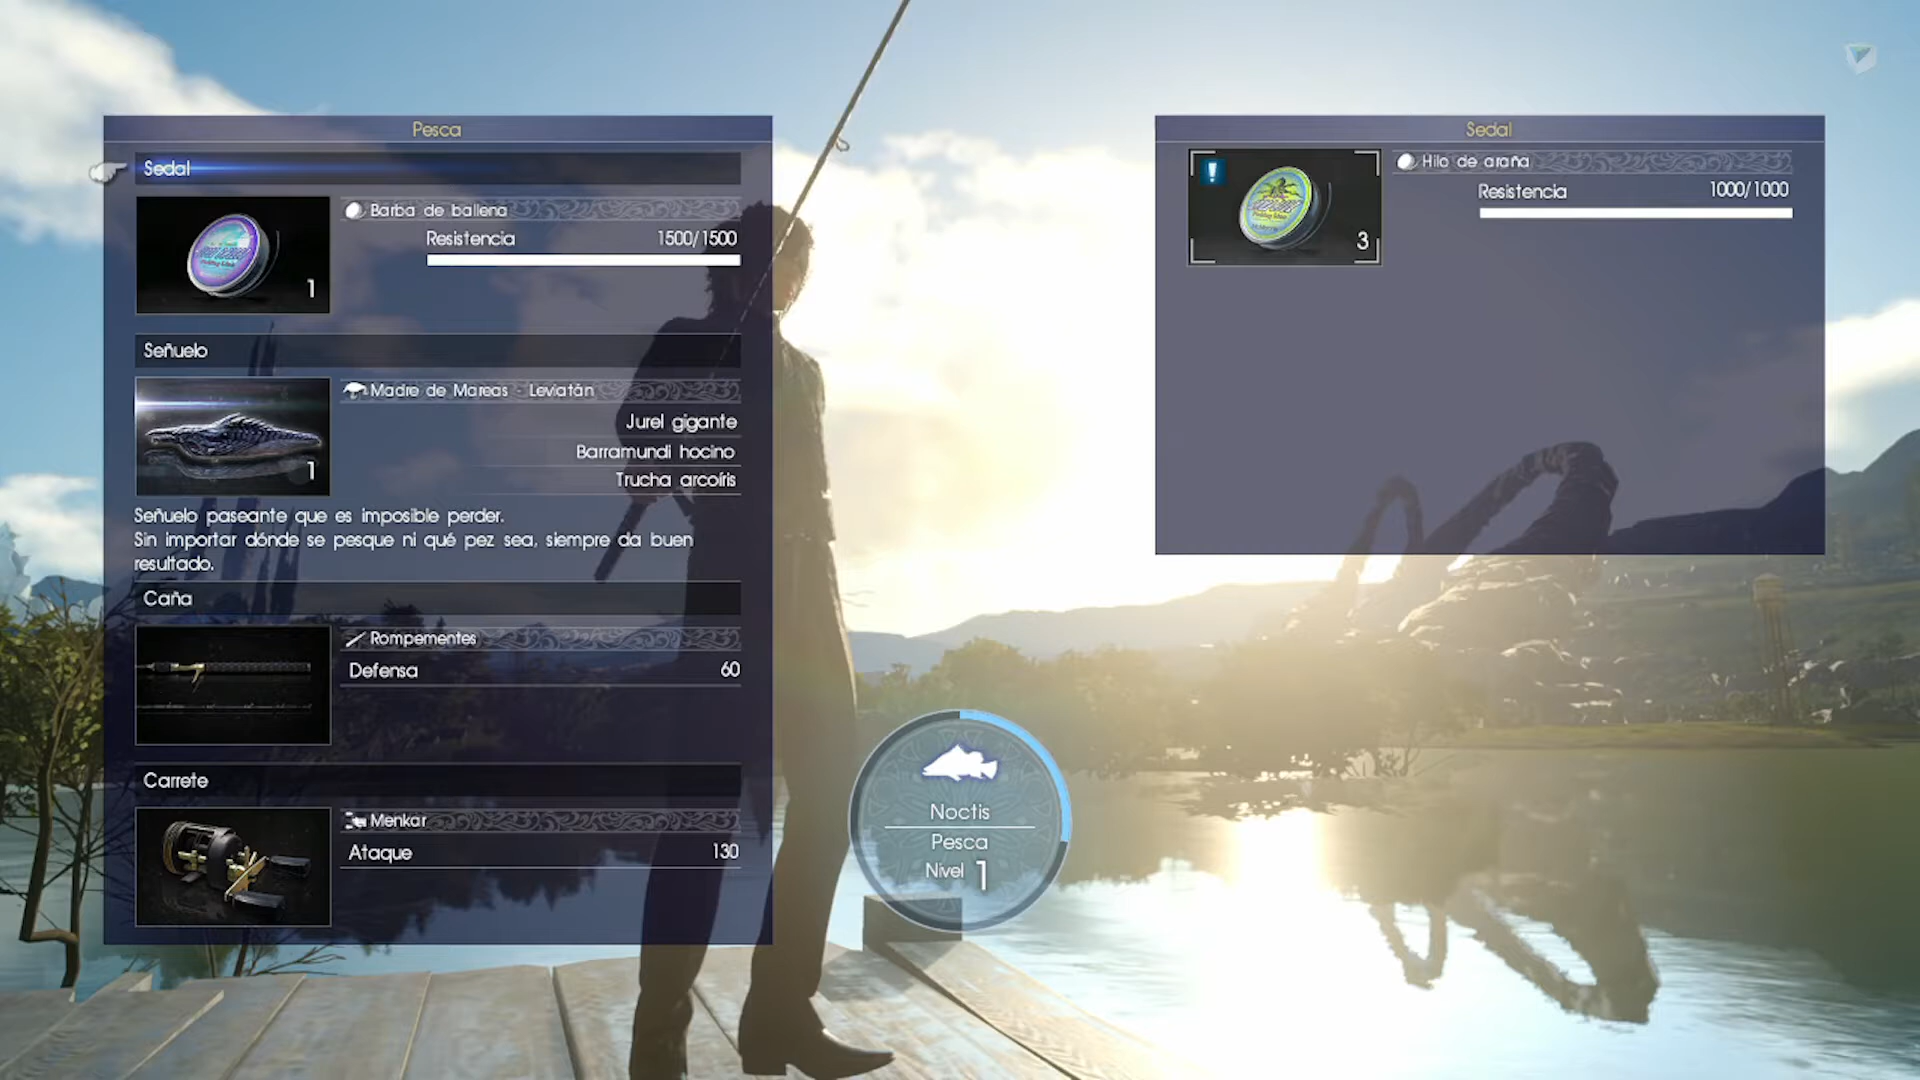 Pesca
Sedal
Barba de ballena
Resistencia 1500/1500
1
Señuelo
Madre de Mareas - Leviatán
Jurel gigante
Barramundi hocino
Trucha arcoíris
1
Señuelo paseante que es imposible perder.
Sin importar dónde se pesque ni qué pez sea, siempre da buen
resultado.
Caña
Rompementes
Defensa 60
Carrete
Menkar
Ataque 130
Noctis
Pesca
Nivel 1
Sedal
Hilo de araña
Resistencia 1000/1000
3